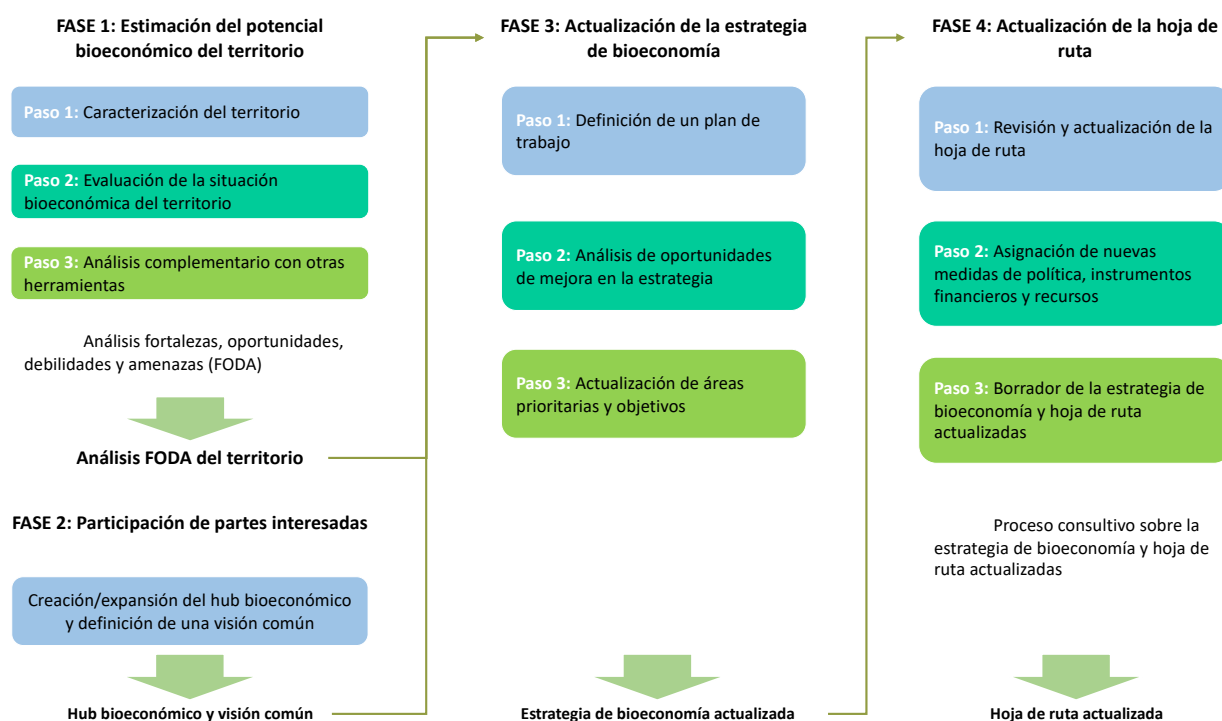 FASE 1: Estimación del potencial
bioeconómico del territorio
Paso 1: Caracterización del territorio
Paso 2: Evaluación de la situación
bioeconómica del territorio
Paso 3: Análisis complementario con otras
herramientas
Análisis fortalezas, oportunidades,
debilidades y amenazas (FODA)
Análisis FODA del territorio
FASE 2: Participación de partes interesadas
Creación/expansión del hub bioeconómico
y definición de una visión común
Hub bioeconómico y visión común
FASE 3: Actualización de la estrategia
de bioeconomía
Paso 1: Definición de un plan de
trabajo
Paso 2: Análisis de oportunidades
de mejora en la estrategia
Paso 3: Actualización de áreas
prioritarias y objetivos
Estrategia de bioeconomía actualizada
FASE 4: Actualización de la hoja de
ruta
Paso 1: Revisión y actualización de la
hoja de ruta
Paso 2: Asignación de nuevas
medidas de política, instrumentos
financieros y recursos
Paso 3: Borrador de la estrategia de
bioeconomía y hoja de ruta
actualizadas
Proceso consultivo sobre la
estrategia de bioeconomía y hoja de
ruta actualizadas
Hoja de ruta actualizada